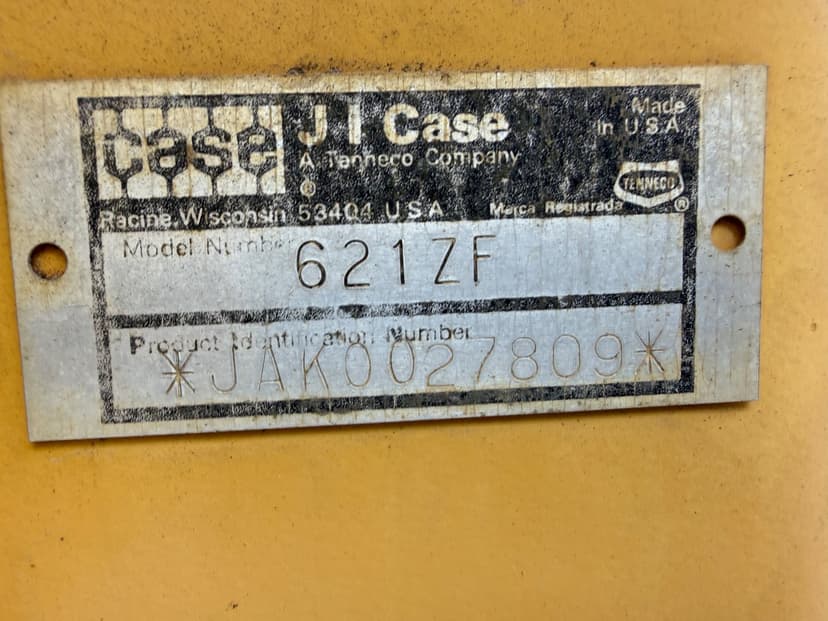 case
J I Case
A Tenneco Company
®
Made
In U.S.A.
TENNECO
®
Racine, Wisconsin 53404 U S A
Marca Registrada
Model Number
621ZF
Product Identification Number
*JAK0027809*